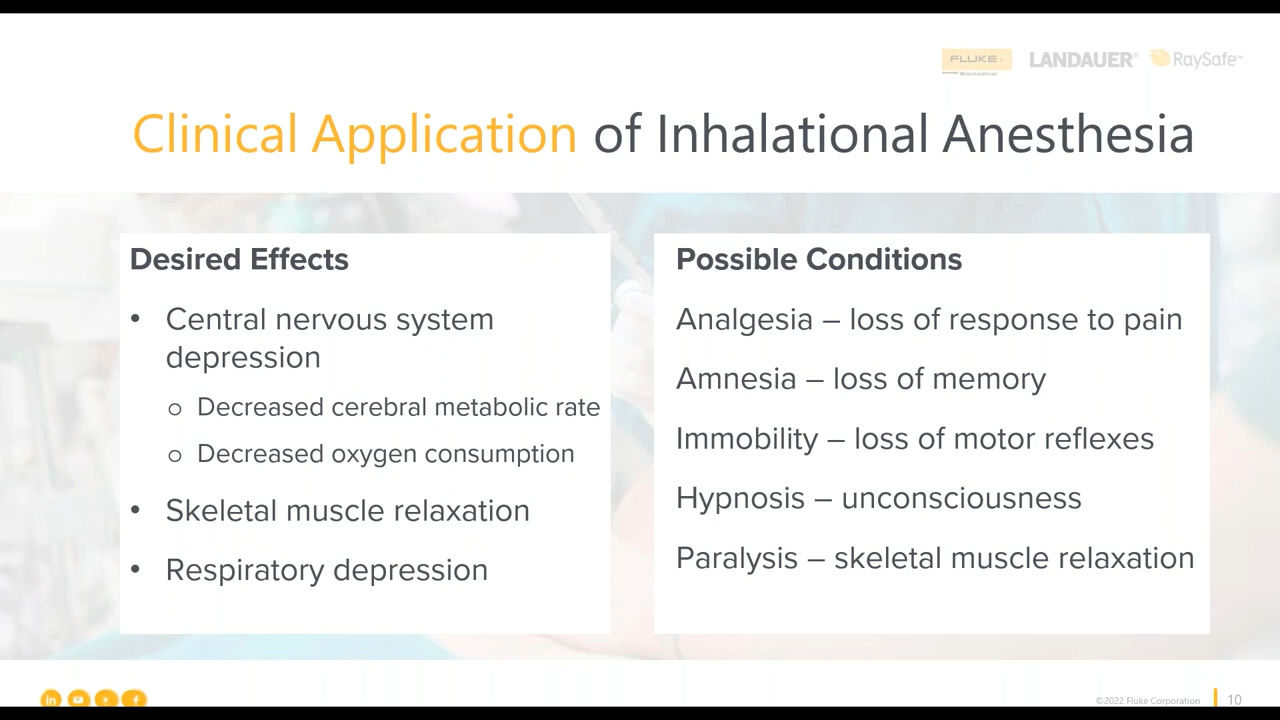 FLUKE
Biomedical
LANDAUER®
RaySafe™
Clinical Application of Inhalational Anesthesia
Desired Effects
• Central nervous system
depression
o Decreased cerebral metabolic rate
o Decreased oxygen consumption
• Skeletal muscle relaxation
• Respiratory depression
Possible Conditions
Analgesia – loss of response to pain
Amnesia – loss of memory
Immobility – loss of motor reflexes
Hypnosis – unconsciousness
Paralysis – skeletal muscle relaxation
©2022 Fluke Corporation
10